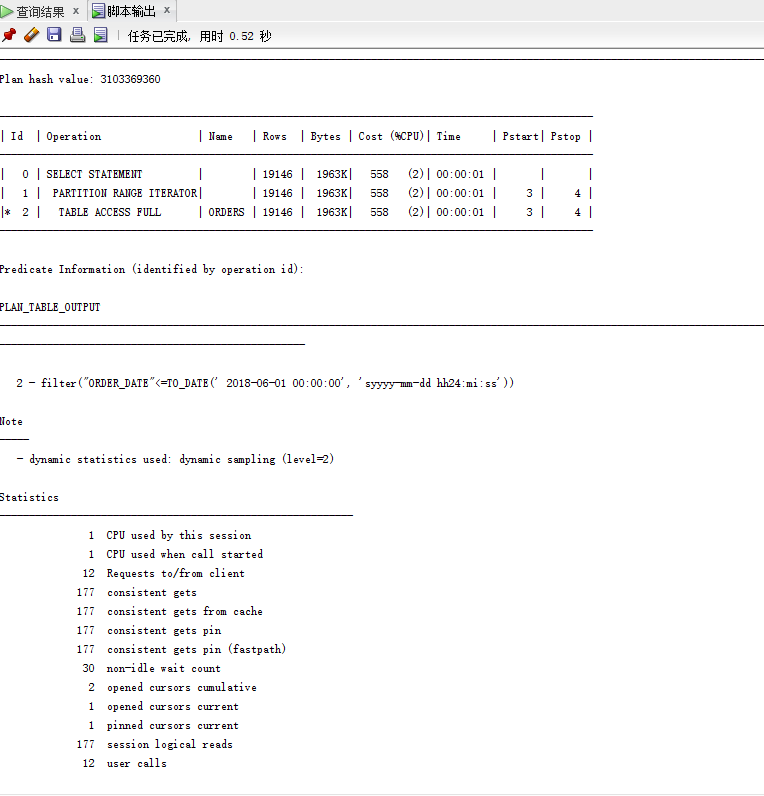 查询结果 × 脚本输出 ×
任务已完成, 用时 0.52 秒
Plan hash value: 3103369360
| Id | Operation | Name | Rows | Bytes | Cost (%CPU)| Time | Pstart| Pstop |
| 0 | SELECT STATEMENT | | 19146 | 1963K| 558 (2)| 00:00:01 | | |
| 1 | PARTITION RANGE ITERATOR| | 19146 | 1963K| 558 (2)| 00:00:01 | 3 | 4 |
|* 2 | TABLE ACCESS FULL | ORDERS | 19146 | 1963K| 558 (2)| 00:00:01 | 3 | 4 |
Predicate Information (identified by operation id):
PLAN_TABLE_OUTPUT
2 - filter("ORDER_DATE"<=TO_DATE(' 2018-06-01 00:00:00', 'syyyy-mm-dd hh24:mi:ss'))
Note
-----
- dynamic statistics used: dynamic sampling (level=2)
Statistics
1 CPU used by this session
1 CPU used when call started
12 Requests to/from client
177 consistent gets
177 consistent gets from cache
177 consistent gets pin
177 consistent gets pin (fastpath)
30 non-idle wait count
2 opened cursors cumulative
1 opened cursors current
1 pinned cursors current
177 session logical reads
12 user calls